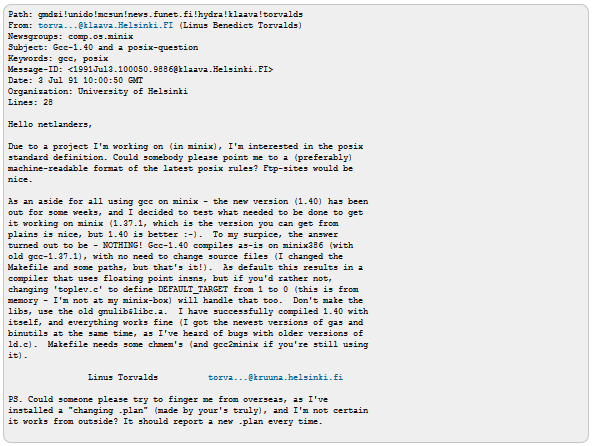 Path: gmdzi!unido!mcsun!news.funet.fi!hydra!klaava!torvalds
From: torva...@klaava.Helsinki.FI (Linus Benedict Torvalds)
Newsgroups: comp.os.minix
Subject: Gcc-1.40 and a posix-question
Keywords: gcc, posix
Message-ID: <1991Jul3.100050.9886@klaava.Helsinki.FI>
Date: 3 Jul 91 10:00:50 GMT
Organization: University of Helsinki
Lines: 28
Hello netlanders,
Due to a project I'm working on (in minix), I'm interested in the posix
standard definition. Could somebody please point me to a (preferably)
machine-readable format of the latest posix rules? Ftp-sites would be
nice.
As an aside for all using gcc on minix - the new version (1.40) has been
out for some weeks, and I decided to test what needed to be done to get
it working on minix (1.37.1, which is the version you can get from
plains is nice, but 1.40 is better :-).  To my surpice, the answer
turned out to be - NOTHING! Gcc-1.40 compiles as-is on minix386 (with
old gcc-1.37.1), with no need to change source files (I changed the
Makefile and some paths, but that's it!).  As default this results in a
compiler that uses floating point insns, but if you'd rather not,
changing 'toplev.c' to define DEFAULT_TARGET from 1 to 0 (this is from
memory - I'm not at my minix-box) will handle that too.  Don't make the
libs, use the old gnulib&libc.a.  I have successfully compiled 1.40 with
itself, and everything works fine (I got the newest versions of gas and
binutils at the same time, as I've heard of bugs with older versions of
ld.c).  Makefile needs some chmem's (and gcc2minix if you're still using
it).
Linus Torvalds          torva...@kruuna.helsinki.fi
PS. Could someone please try to finger me from overseas, as I've
installed a "changing .plan" (made by your's truly), and I'm not certain
it works from outside? It should report a new .plan every time.